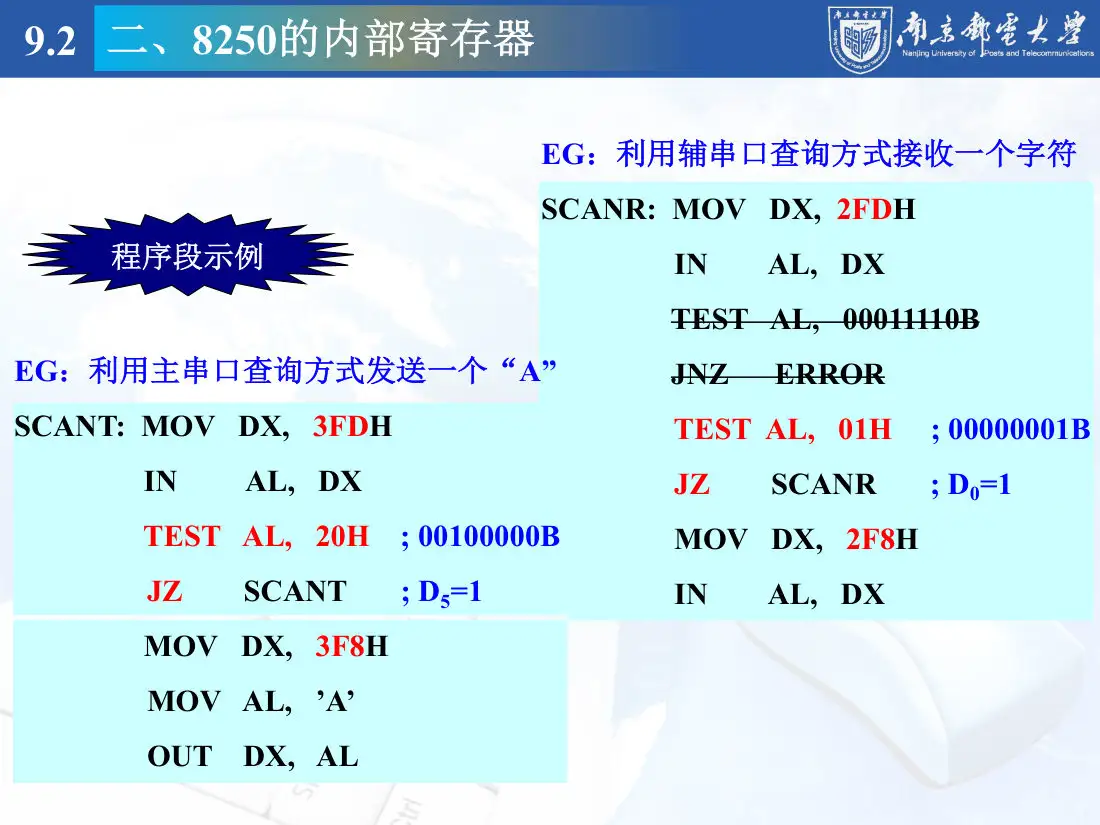 9.2 二、8250的内部寄存器
南京邮电大学
Nanjing University of Posts and Telecommunications
程序段示例
EG：利用主串口查询方式发送一个“A”
SCANT: MOV DX, 3FDH
IN AL, DX
TEST AL, 20H ; 00100000B
JZ SCANT ; D5=1
MOV DX, 3F8H
MOV AL, ’A’
OUT DX, AL
EG：利用辅串口查询方式接收一个字符
SCANR: MOV DX, 2FDH
IN AL, DX
TEST AL, 00011110B
JNZ ERROR
TEST AL, 01H ; 00000001B
JZ SCANR ; D0=1
MOV DX, 2F8H
IN AL, DX